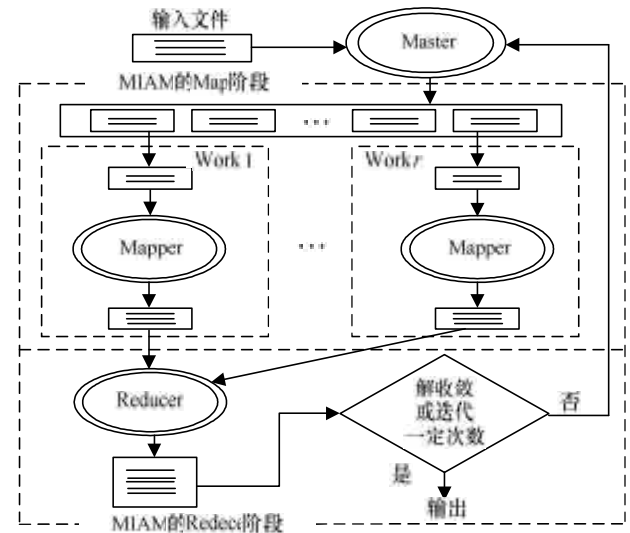 输入文件
Master
MIAM的Map阶段
Work 1
Work r
Mapper
Mapper
Reducer
解收敛
或迭代
一定次数
否
是
输出
MIAM的Redece阶段